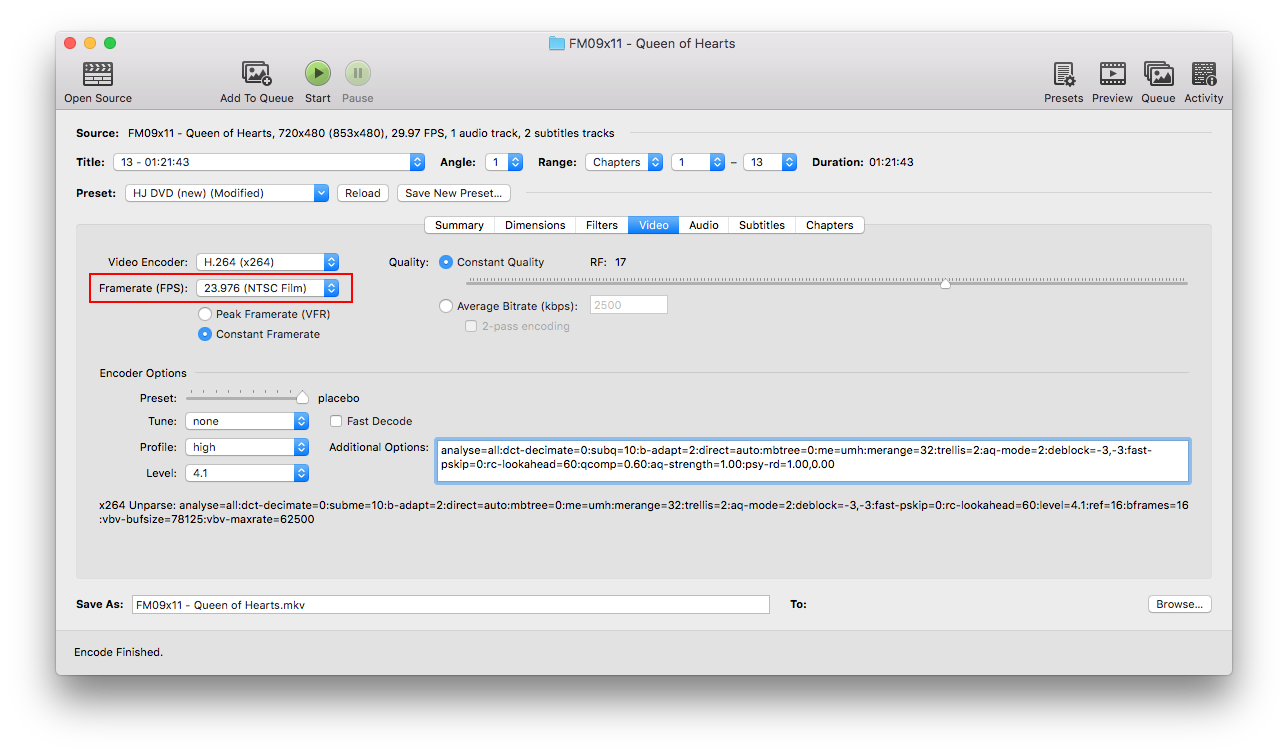 FM09x11 - Queen of Hearts
Open Source
Add To Queue
Start
Pause
Presets
Preview
Queue
Activity
Source: FM09x11 - Queen of Hearts, 720x480 (853x480), 29.97 FPS, 1 audio track, 2 subtitles tracks
Title: 13 - 01:21:43 Angle: 1 Range: Chapters 1 – 13 Duration: 01:21:43
Preset: HJ DVD (new) (Modified) Reload Save New Preset...
Summary Dimensions Filters Video Audio Subtitles Chapters
Video Encoder: H.264 (x264) Quality: Constant Quality RF: 17
Framerate (FPS): 23.976 (NTSC Film)
Average Bitrate (kbps): 2500
Peak Framerate (VFR)
2-pass encoding
Constant Framerate
Encoder Options
Preset: placebo
Tune: none Fast Decode
Profile: high Additional Options: analyse=all:dct-decimate=0:subq=10:b-adapt=2:direct=auto:mbtree=0:me=umh:merange=32:trellis=2:aq-mode=2:deblock=-3,-3:fast-
pskip=0:rc-lookahead=60:qcomp=0.60:aq-strength=1.00:psy-rd=1.00,0.00
Level: 4.1
x264 Unparse: analyse=all:dct-decimate=0:subme=10:b-adapt=2:direct=auto:mbtree=0:me=umh:merange=32:trellis=2:aq-mode=2:deblock=-3,-3:fast-pskip=0:rc-lookahead=60:level=4.1:ref=16:bframes=16
:vbv-bufsize=78125:vbv-maxrate=62500
Save As: FM09x11 - Queen of Hearts.mkv To: Browse...
Encode Finished.